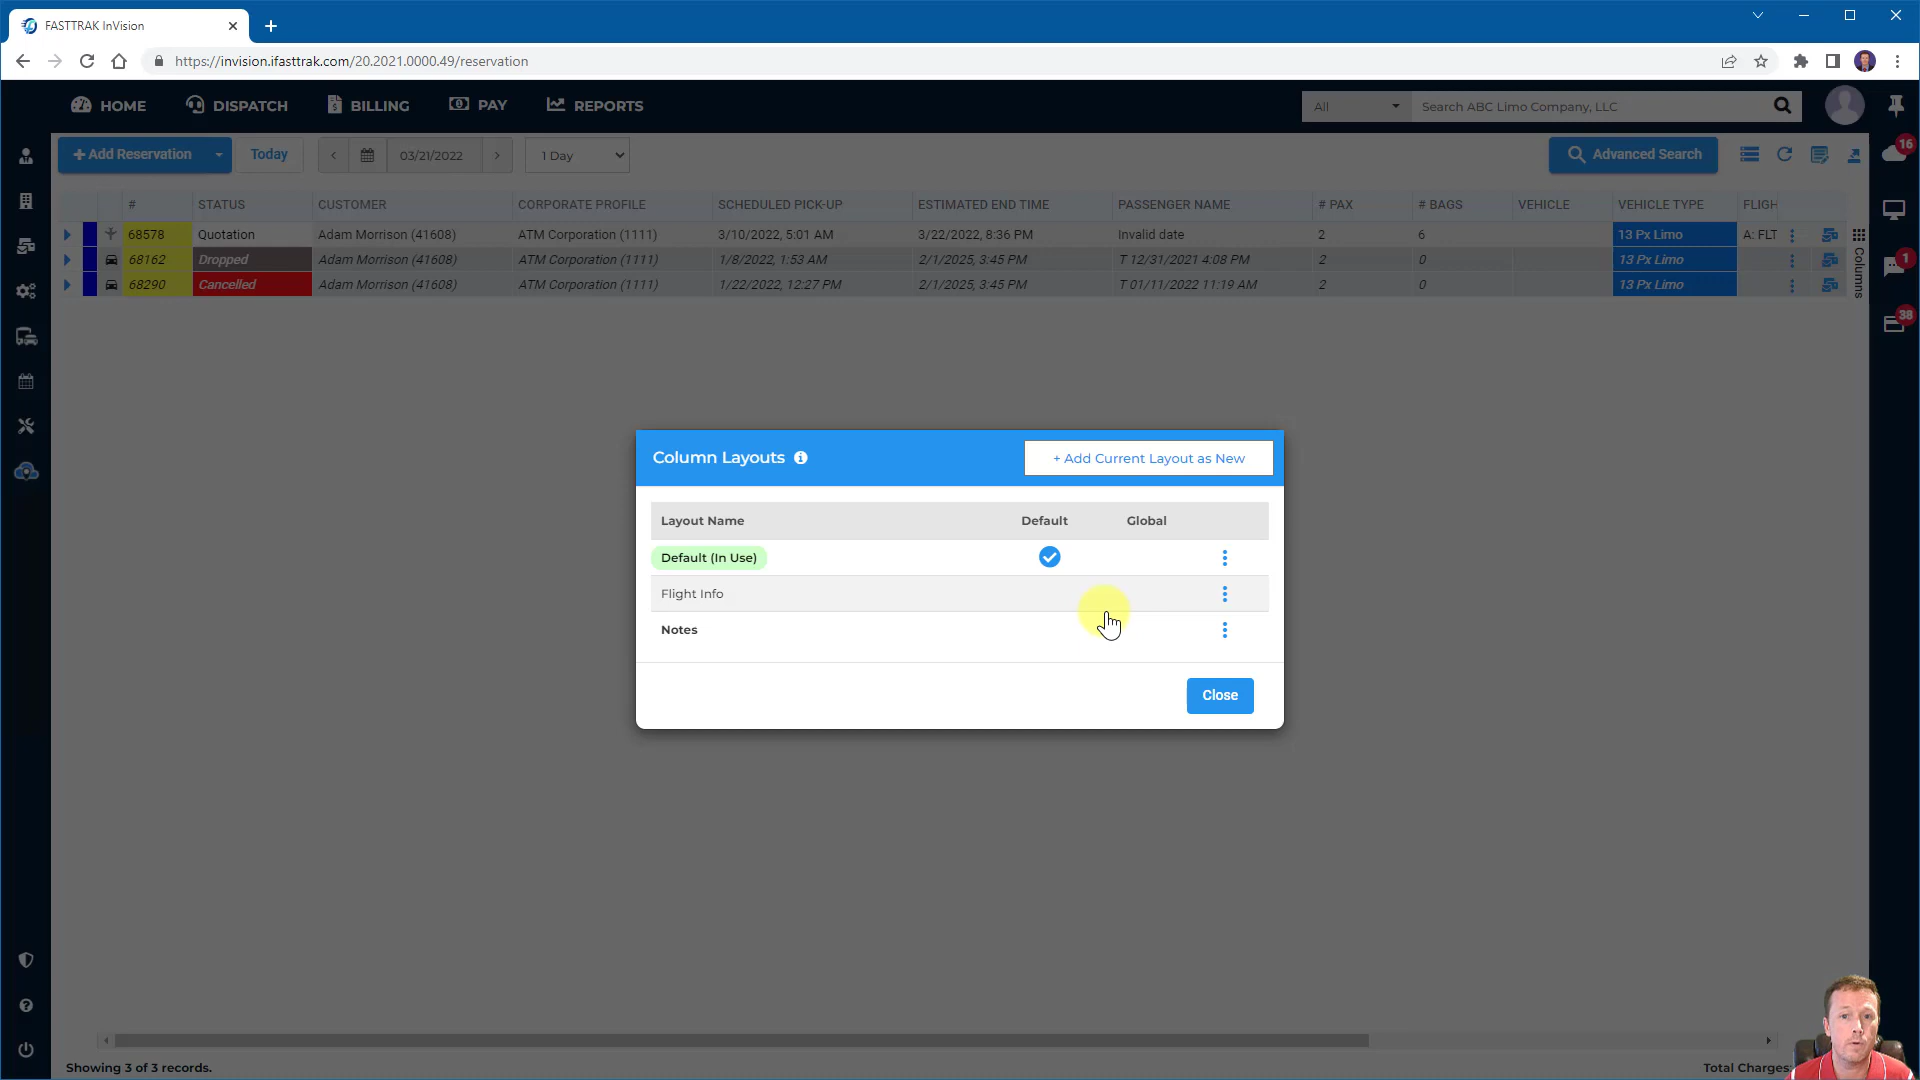 FASTTRAK InVision
https://invision.ifasttrak.com/20.2021.0000.49/reservation
HOME DISPATCH BILLING PAY REPORTS All Search ABC Limo Company, LLC
+ Add Reservation Today 03/21/2022 1 Day Advanced Search 16
# STATUS CUSTOMER CORPORATE PROFILE SCHEDULED PICK-UP ESTIMATED END TIME PASSENGER NAME # PAX # BAGS VEHICLE VEHICLE TYPE FLIGH
68578 Quotation Adam Morrison (41608) ATM Corporation (1111) 3/10/2022, 5:01 AM 3/22/2022, 8:36 PM Invalid date 2 6 13 Px Limo A: FLT
68162 Dropped Adam Morrison (41608) ATM Corporation (1111) 1/8/2022, 1:53 AM 2/1/2025, 3:45 PM T 12/31/2021 4:08 PM 2 0 13 Px Limo
68290 Cancelled Adam Morrison (41608) ATM Corporation (1111) 1/22/2022, 12:27 PM 2/1/2025, 3:45 PM T 01/11/2022 11:19 AM 2 0 13 Px Limo
Columns
1
38
Column Layouts + Add Current Layout as New
Layout Name Default Global
Default (In Use)
Flight Info
Notes
Close
Showing 3 of 3 records. Total Charges: